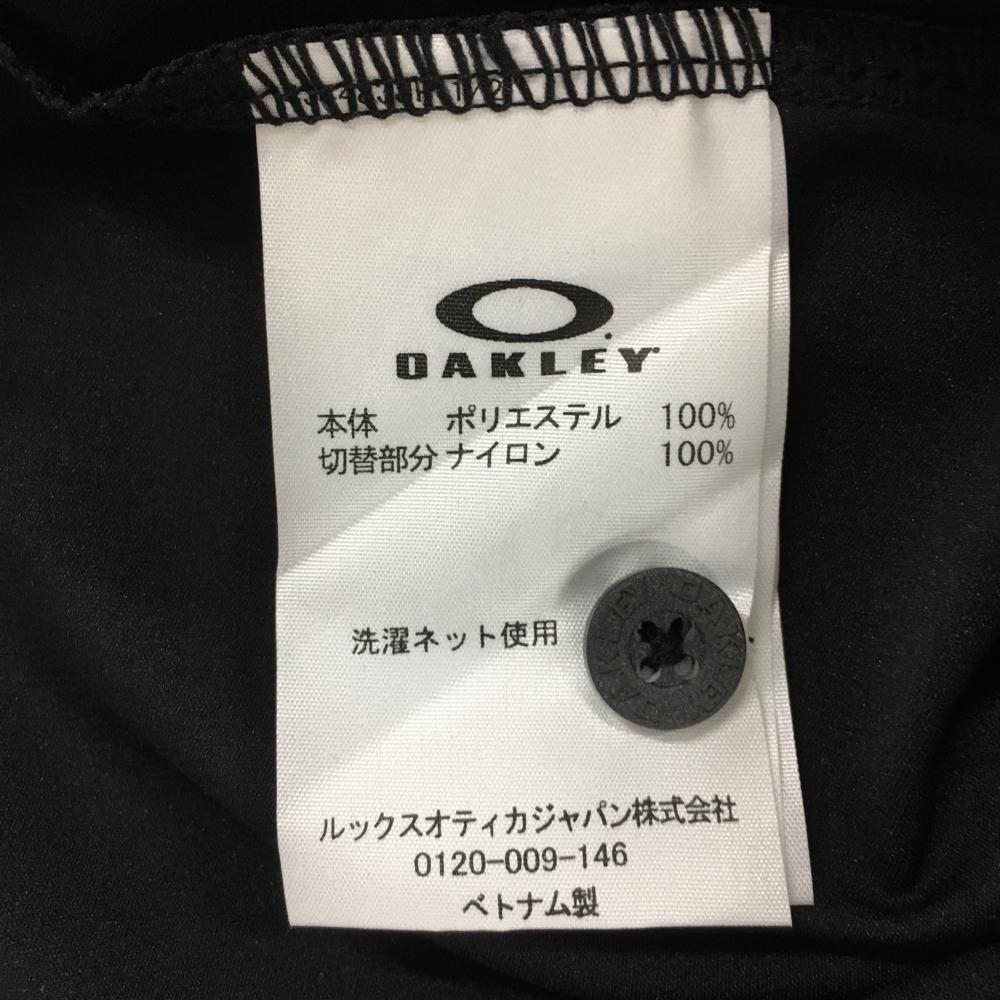 OAKLEY
本体 ポリエステル 100%
切替部分 ナイロン 100%
洗濯ネット使用
OAKLEY
ルックスオティカジャパン株式会社
0120-009-146
ベトナム製